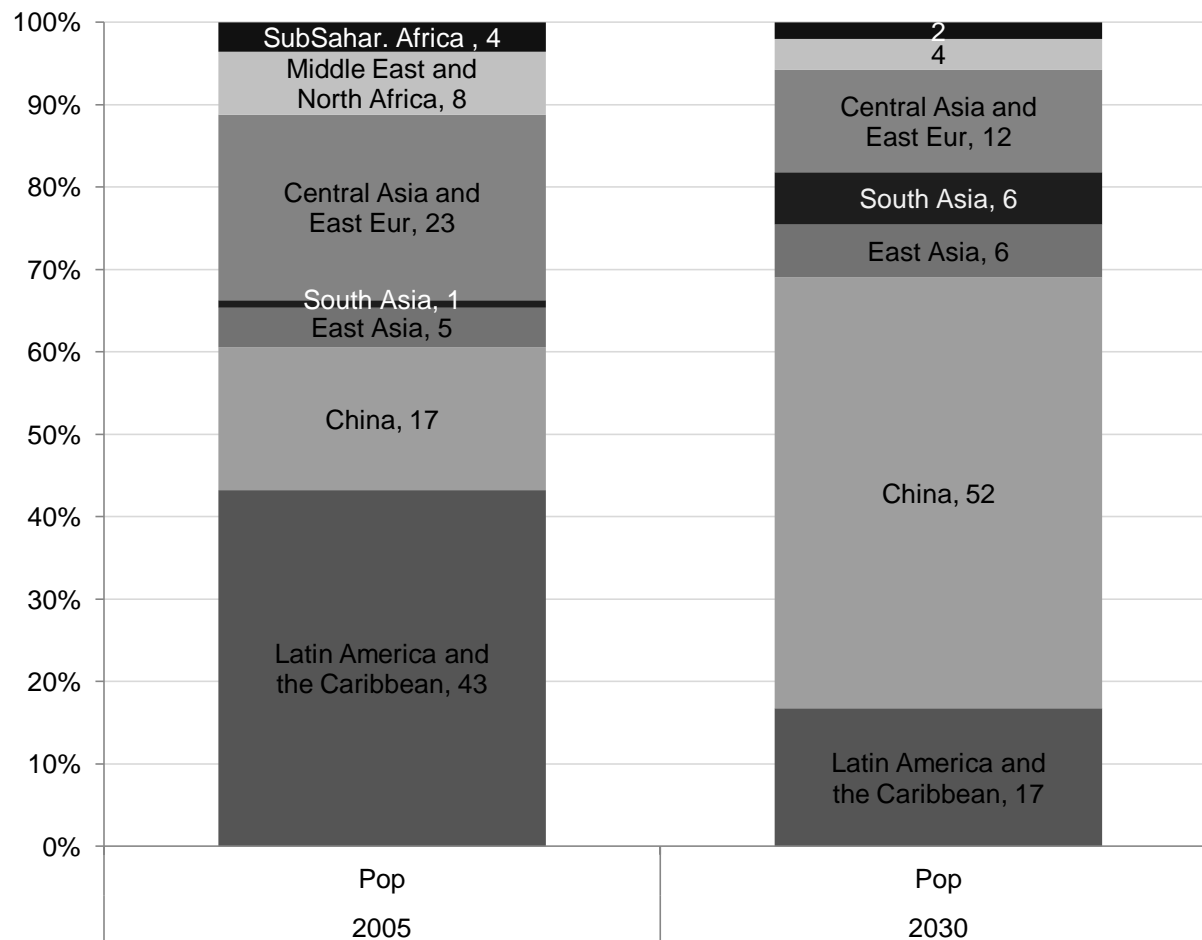 100%
90%
80%
70%
60%
50%
40%
30%
20%
10%
0%
SubSahar. Africa , 4
Middle East and
North Africa, 8
Central Asia and
East Eur, 23
South Asia, 1
East Asia, 5
China, 17
Latin America and
the Caribbean, 43
2
4
Central Asia and
East Eur, 12
South Asia, 6
East Asia, 6
China, 52
Latin America and
the Caribbean, 17
Pop
Pop
2005
2030